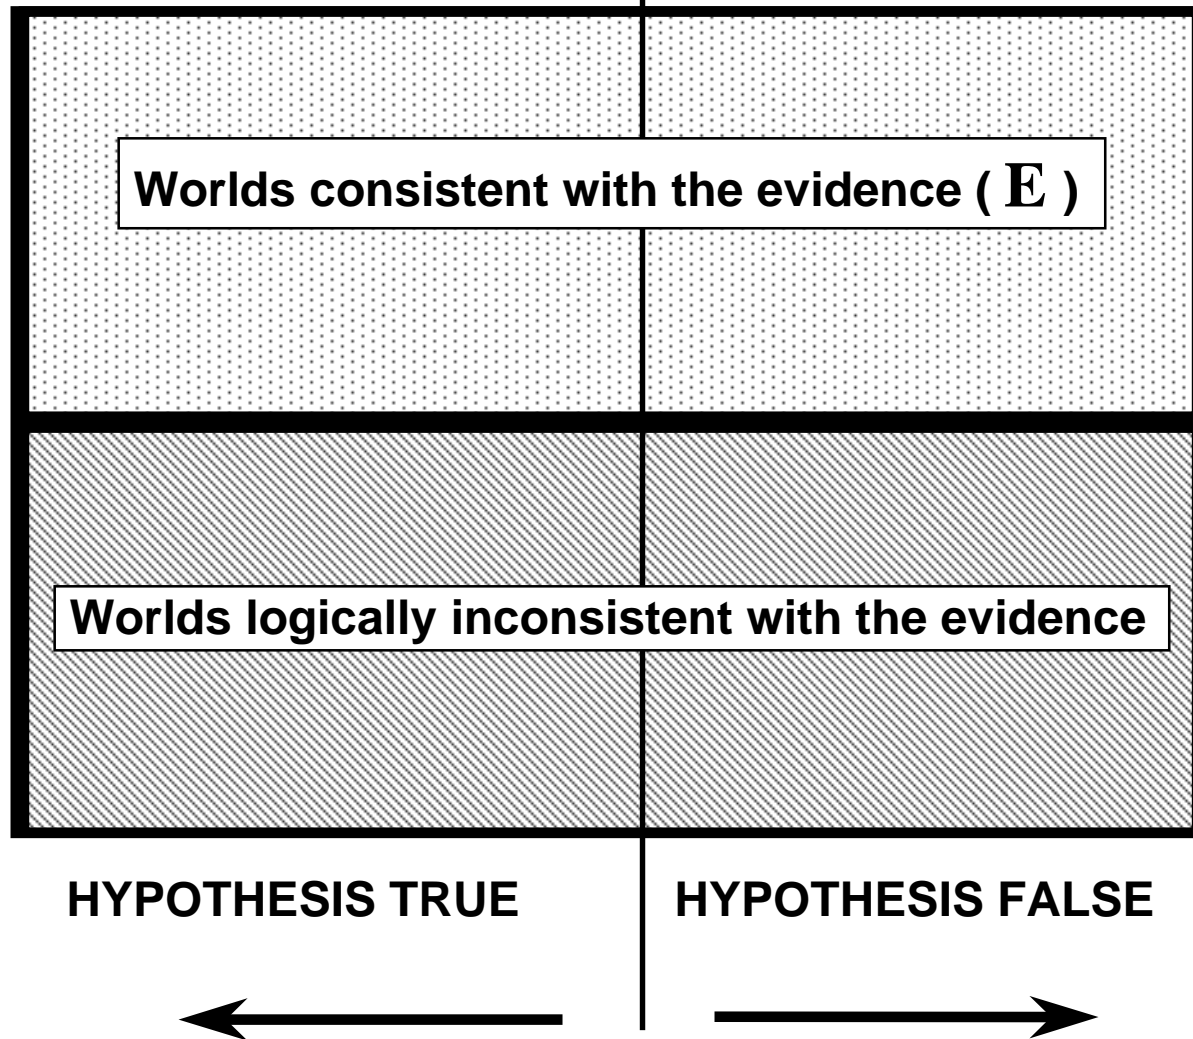 Worlds consistent with the evidence ( E )
Worlds logically inconsistent with the evidence
HYPOTHESIS TRUE
HYPOTHESIS FALSE